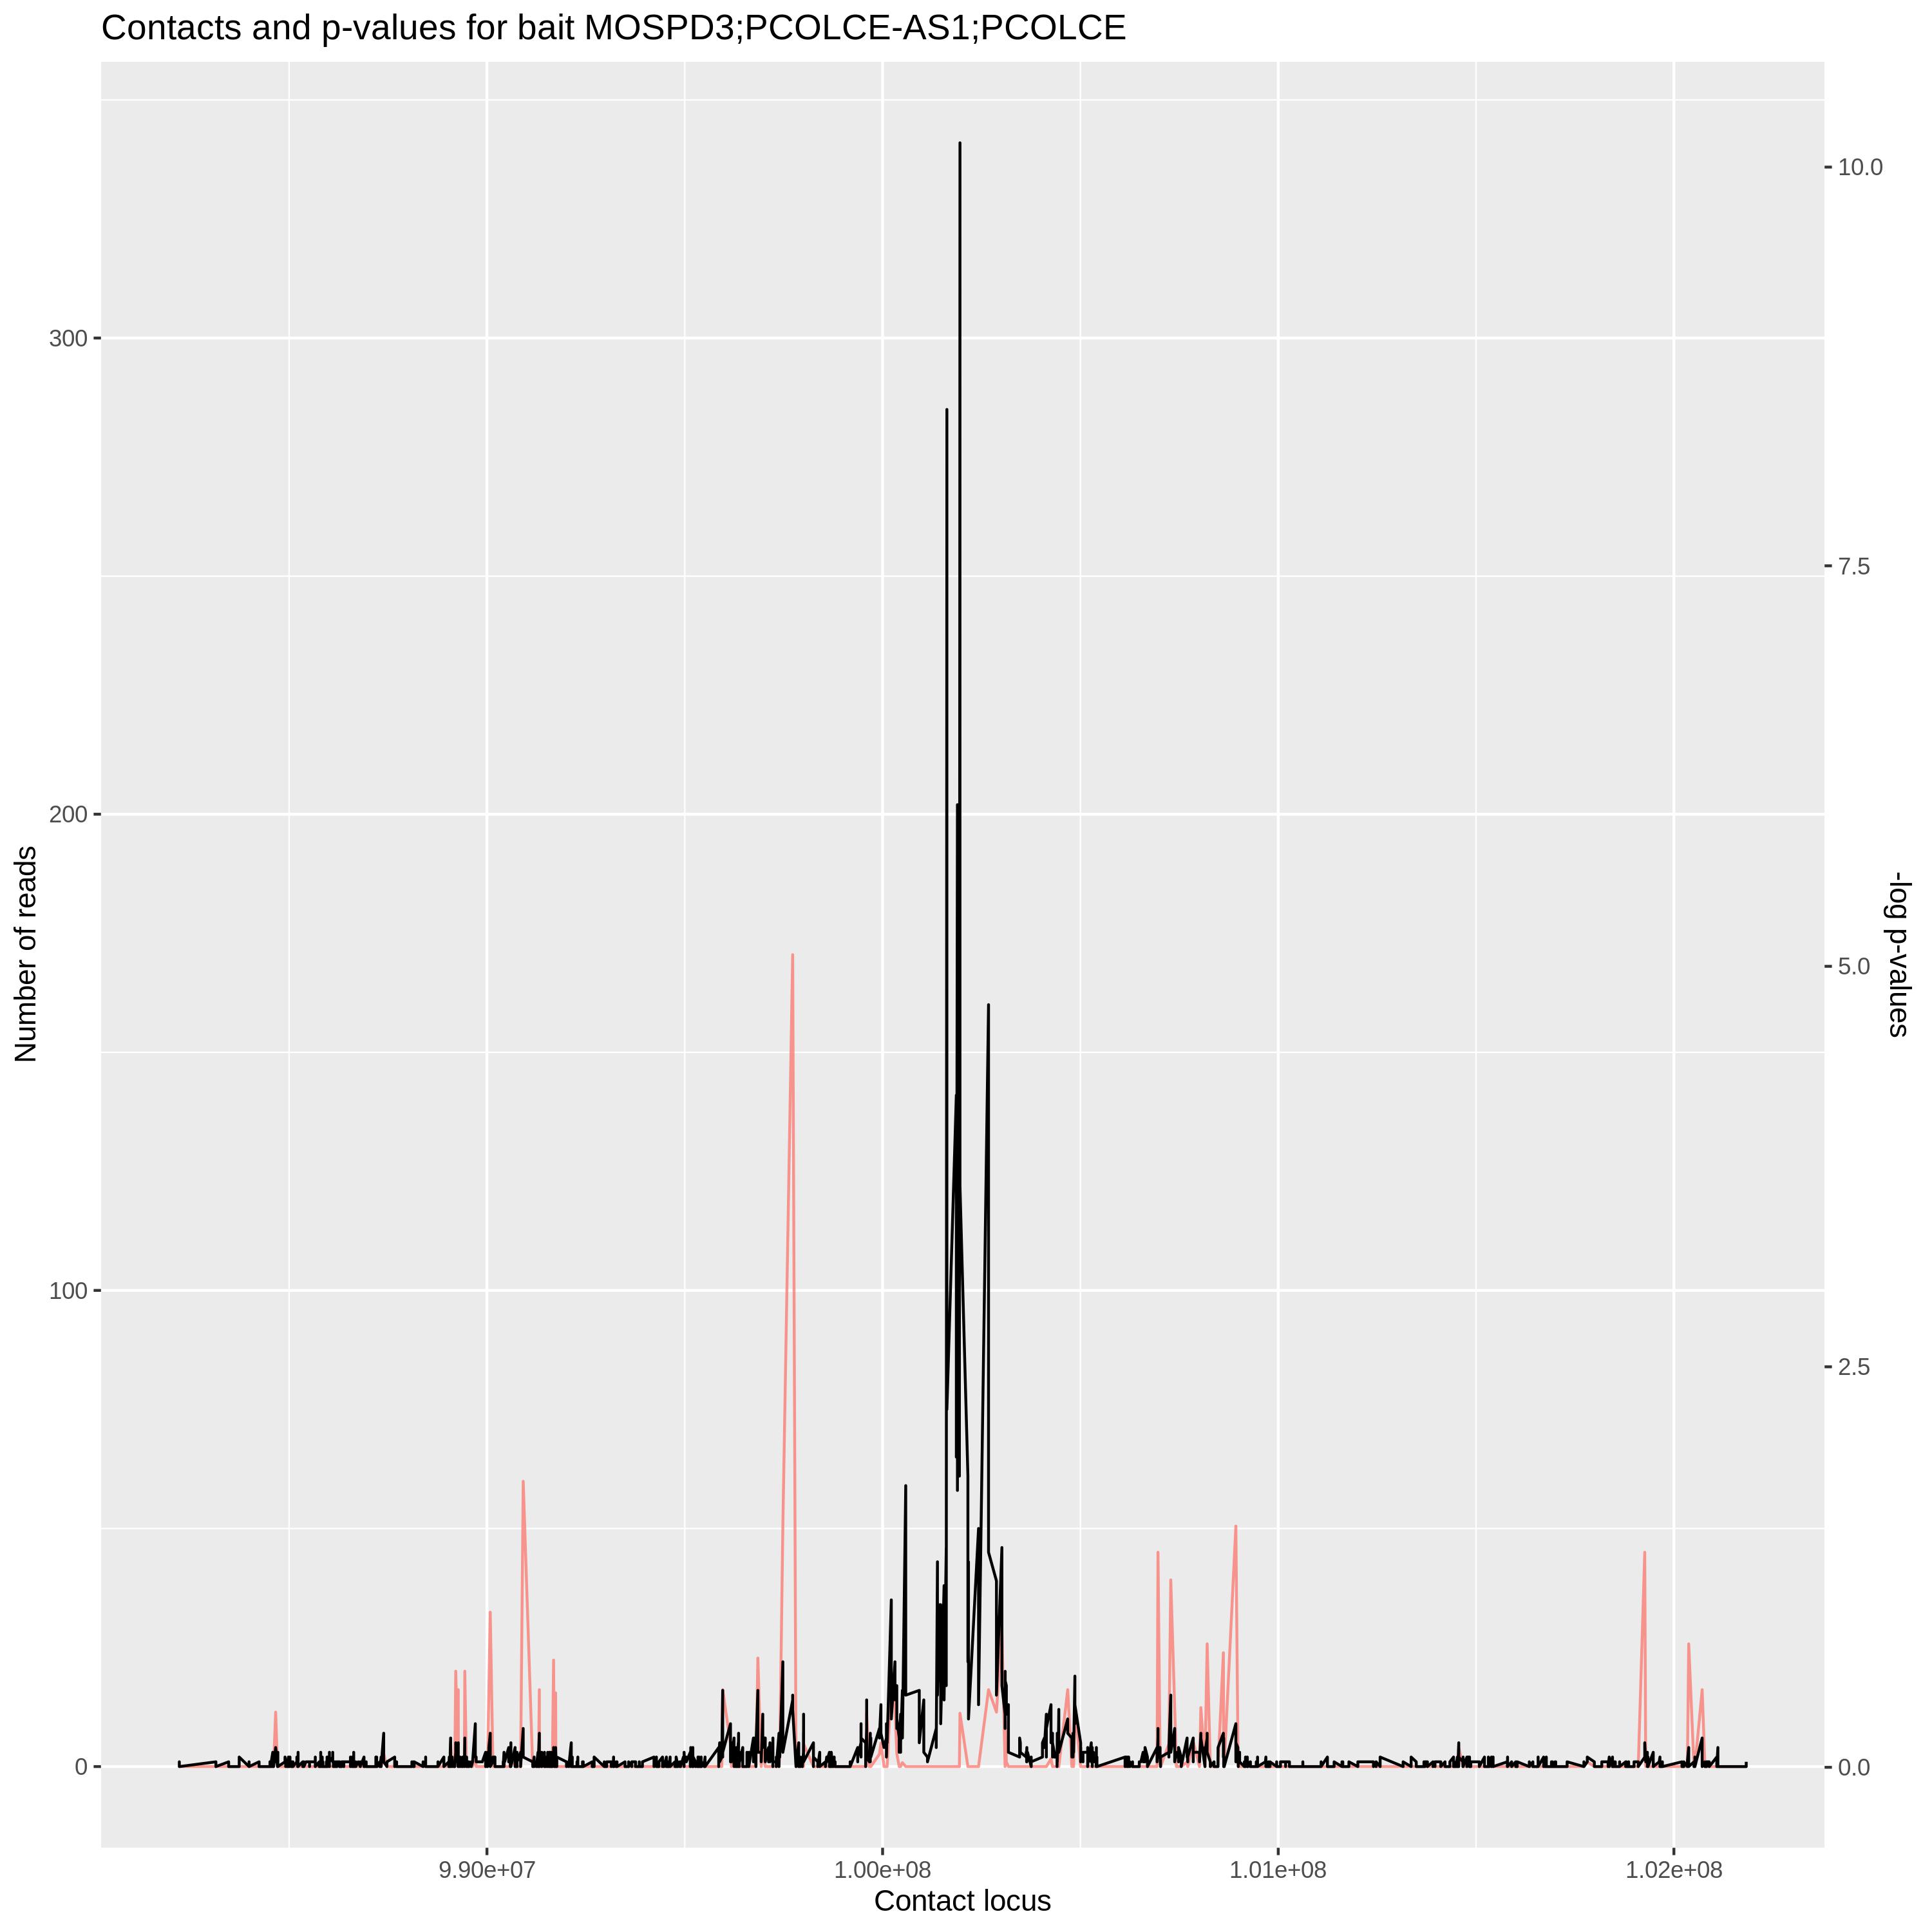 Contacts and p-values for bait MOSPD3;PCOLCE-AS1;PCOLCE
300
200
100
0
Number of reads
10.0
7.5
5.0
2.5
0.0
-log p-values
9.90e+07
1.00e+08
1.01e+08
1.02e+08
Contact locus